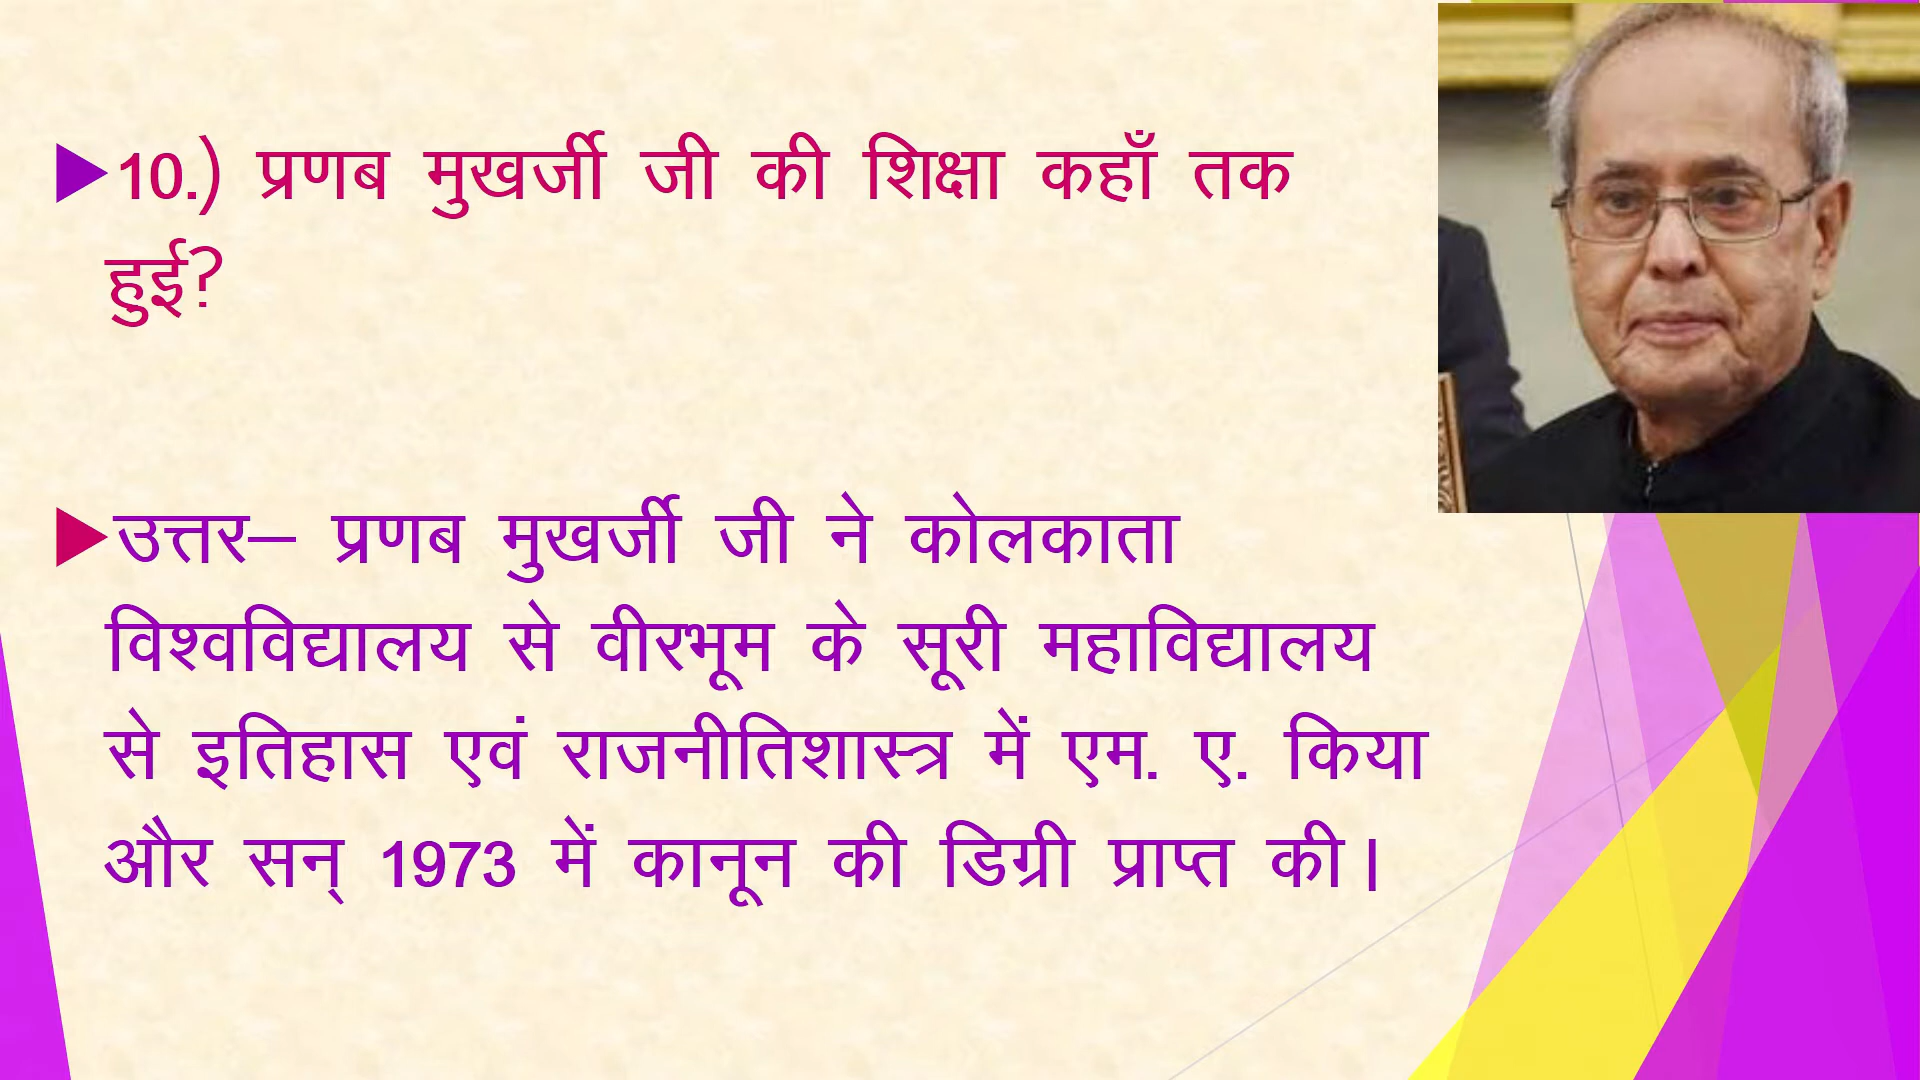 10.) प्रणब मुखर्जी जी की शिक्षा कहाँ तक
हुई?
उत्तर– प्रणब मुखर्जी जी ने कोलकाता
विश्वविद्यालय से वीरभूम के सूरी महाविद्यालय
से इतिहास एवं राजनीतिशास्त्र में एम. ए. किया
और सन् 1973 में कानून की डिग्री प्राप्त की।